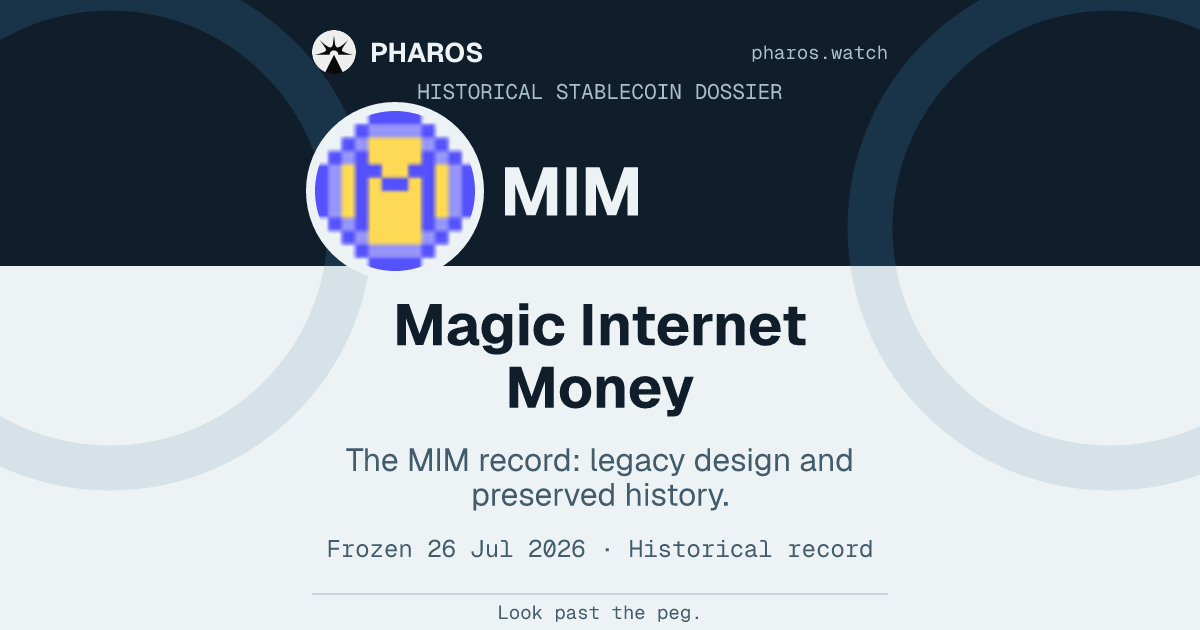 PHAROS
pharos.watch
HISTORICAL STABLECOIN DOSSIER
MIM
Magic Internet
Money
The MIM record: legacy design and
preserved history.
Frozen 26 Jul 2026 · Historical record
Look past the peg.